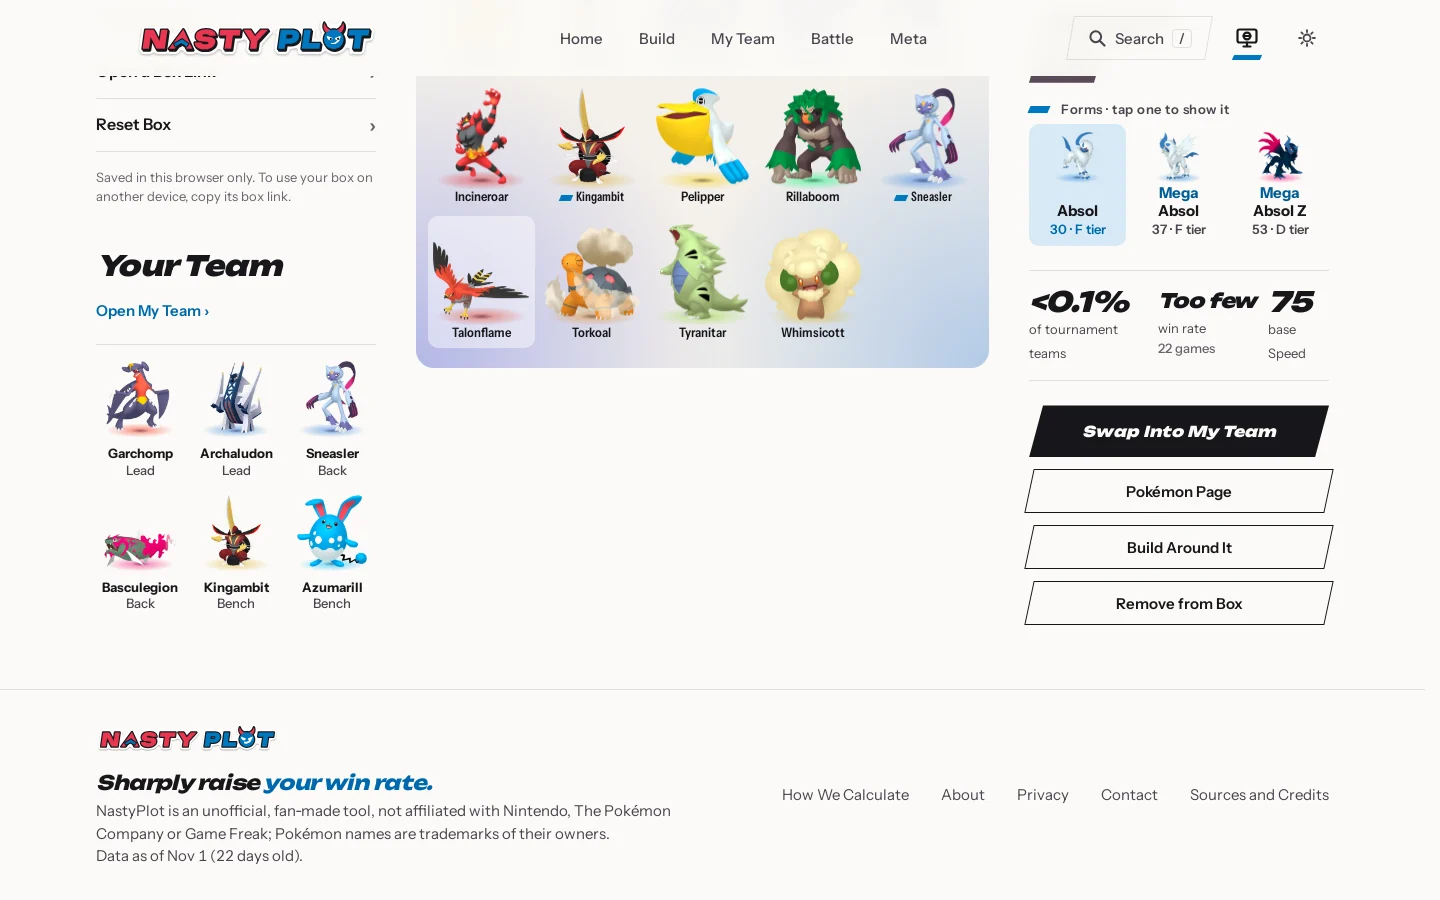 NASTY PLOT
Home
Build
My Team
Battle
Meta
Search /
Reset Box ›
Saved in this browser only. To use your box on
another device, copy its box link.
Your Team
Open My Team ›
Garchomp
Lead
Archaludon
Lead
Sneasler
Back
Basculegion
Back
Kingambit
Bench
Azumarill
Bench
Incineroar
Kingambit
Pelipper
Rillaboom
Sneasler
Talonflame
Torkoal
Tyranitar
Whimsicott
Forms · tap one to show it
Absol
30 · F tier
Mega
Absol
37 · F tier
Mega
Absol Z
53 · D tier
<0.1%
of tournament
teams
Too few
win rate
22 games
75
base
Speed
Swap Into My Team
Pokémon Page
Build Around It
Remove from Box
NASTY PLOT
Sharply raise your win rate.
NastyPlot is an unofficial, fan-made tool, not affiliated with Nintendo, The Pokémon
Company or Game Freak; Pokémon names are trademarks of their owners.
Data as of Nov 1 (22 days old).
How We Calculate
About
Privacy
Contact
Sources and Credits